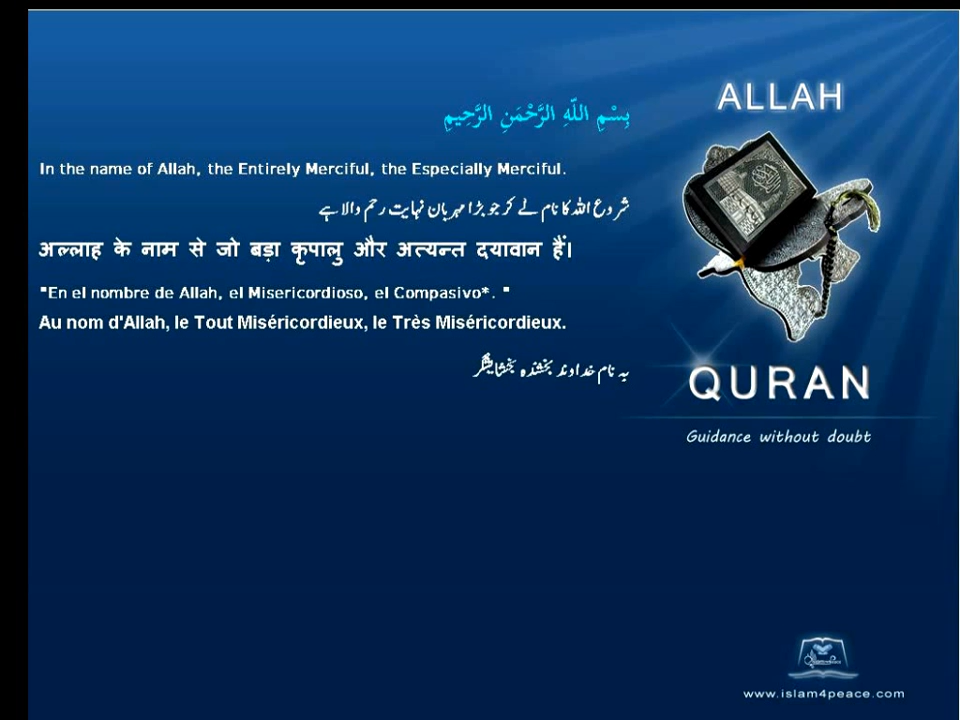 بِسْمِ اللّهِ الرَّحْمَنِ الرَّحِيمِ
In the name of Allah, the Entirely Merciful, the Especially Merciful.
شروع اللہ کا نام لے کر جو بڑا مہربان نہایت رحم والا ہے
अल्लाह के नाम से जो बड़ा कृपालु और अत्यन्त दयावान हैं।
"En el nombre de Allah, el Misericordioso, el Compasivo*. "
Au nom d'Allah, le Tout Miséricordieux, le Très Miséricordieux.
به نام خداوند بخشنده بخشایشگر
ALLAH
QURAN
Guidance without doubt
www.islam4peace.com